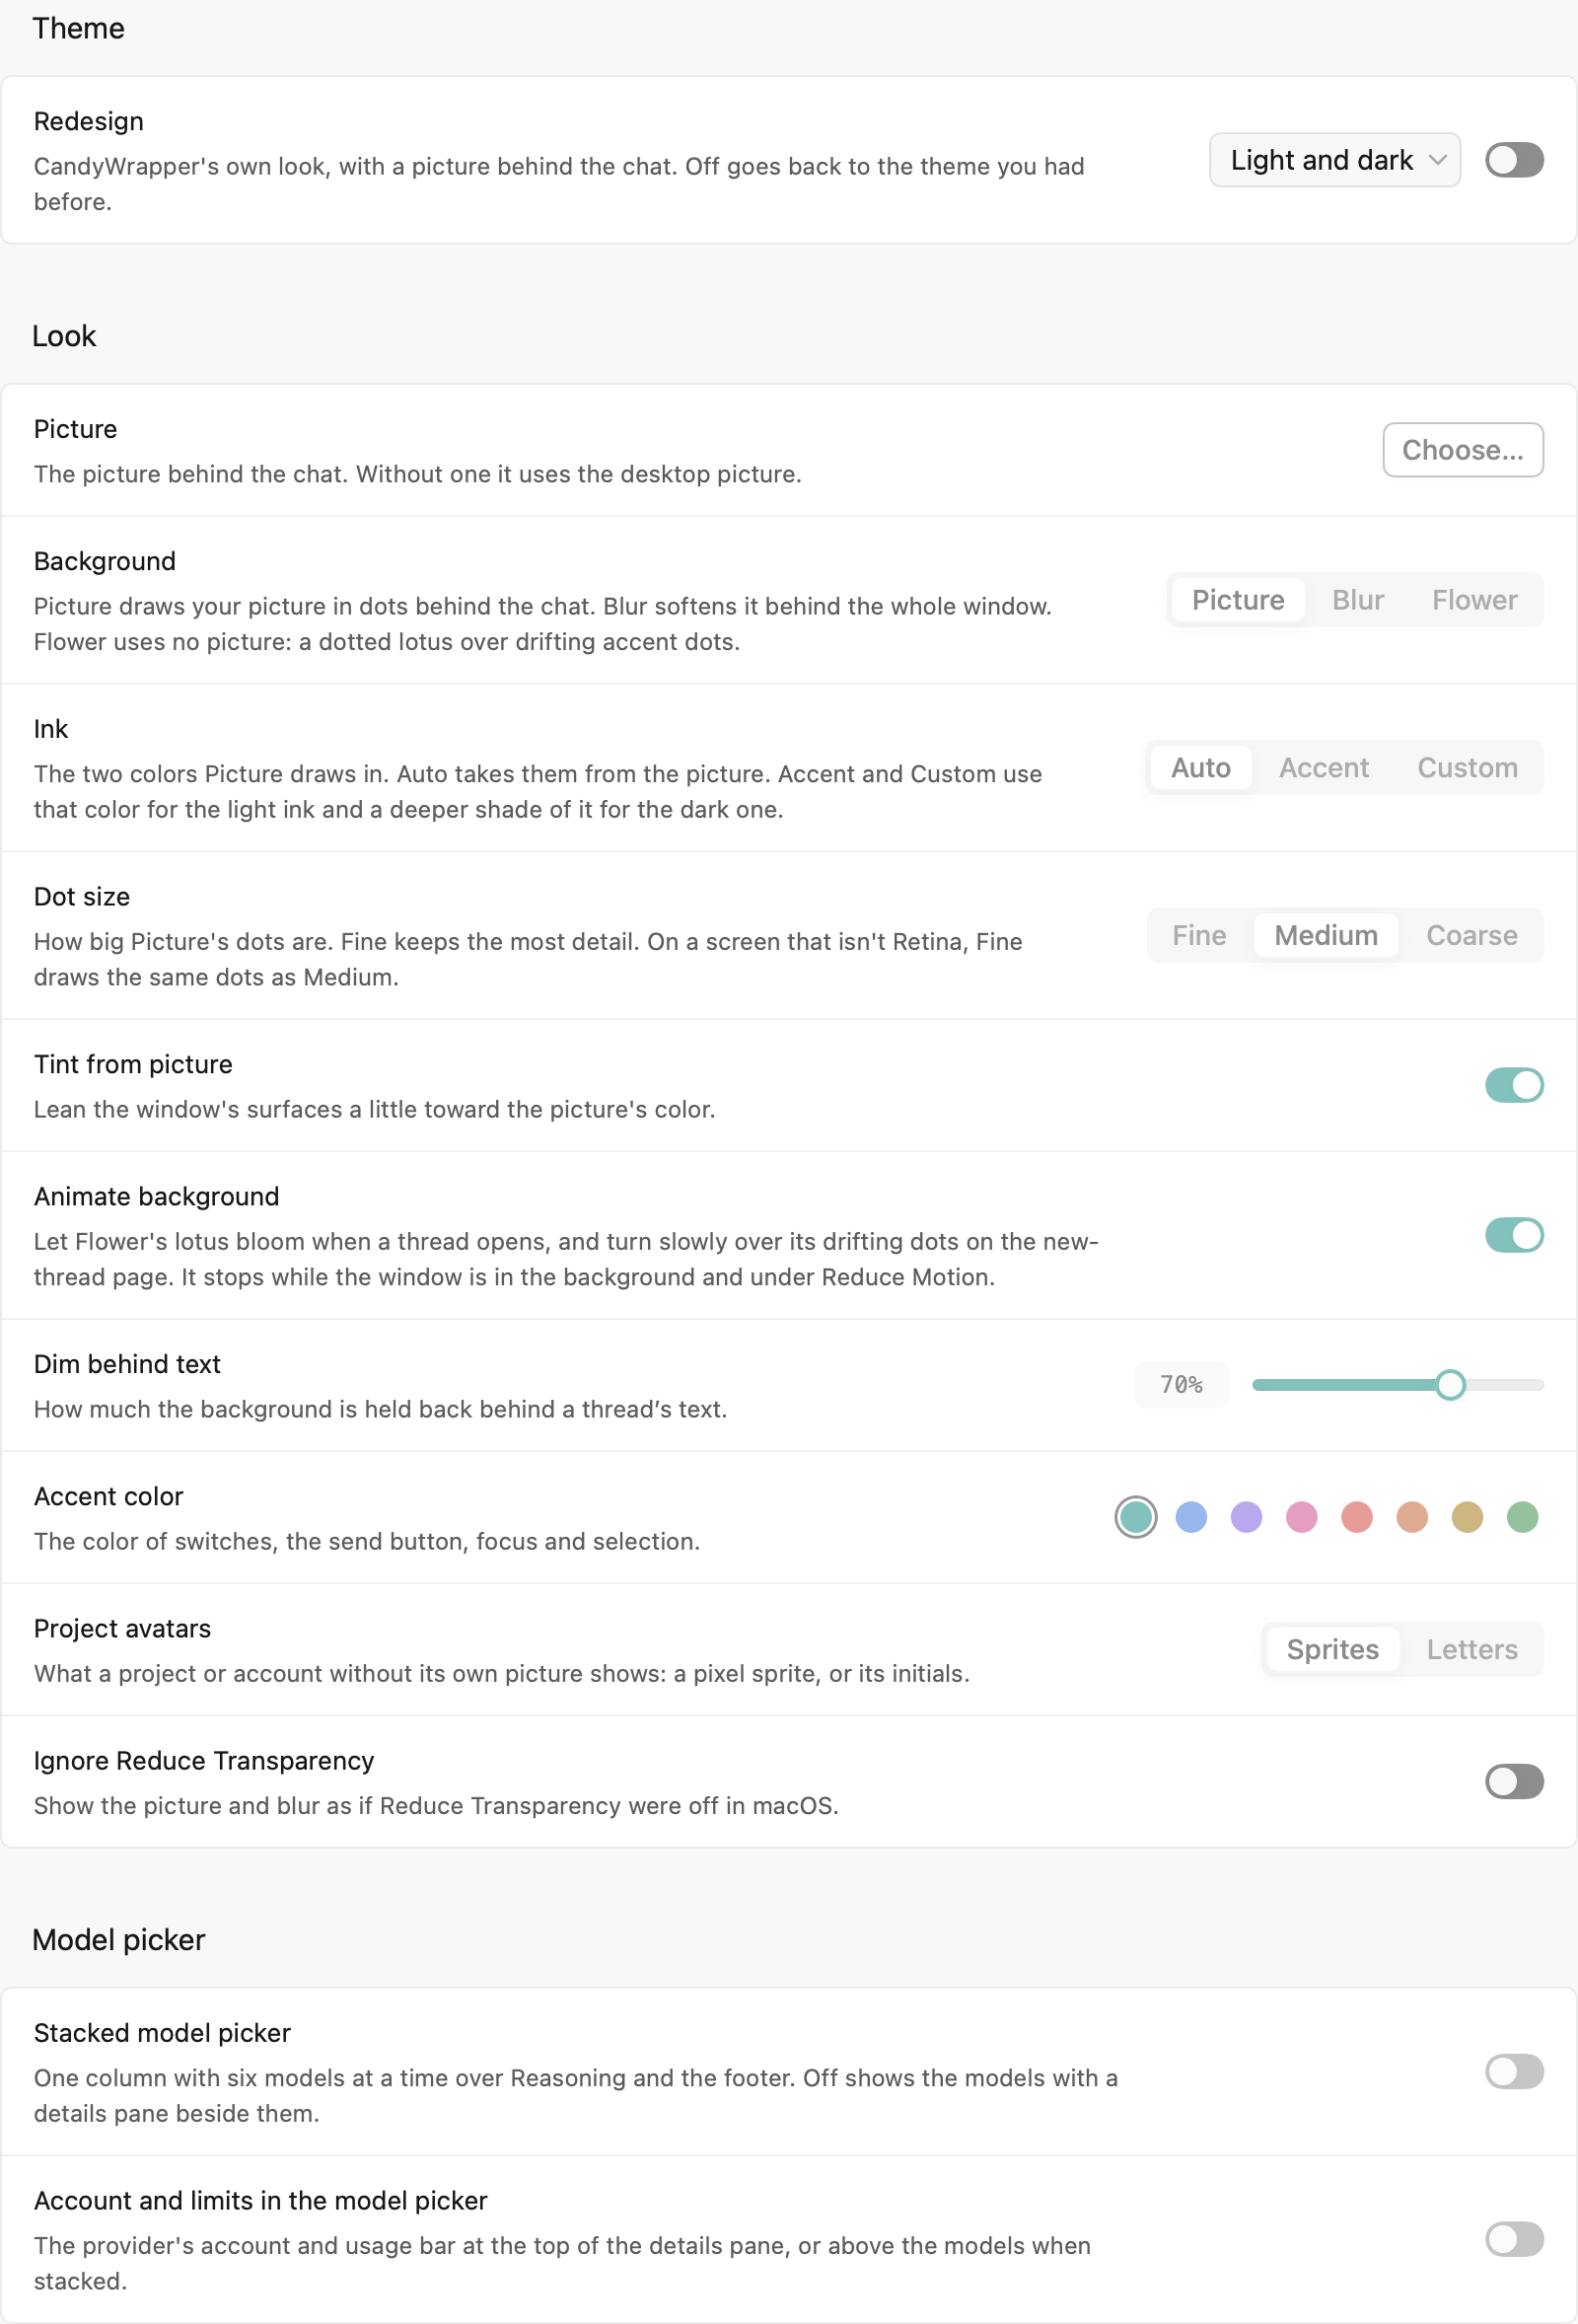 Theme
Redesign
CandyWrapper's own look, with a picture behind the chat. Off goes back to the theme you had
before.
Light and dark
Look
Picture
The picture behind the chat. Without one it uses the desktop picture.
Choose...
Background
Picture draws your picture in dots behind the chat. Blur softens it behind the whole window.
Flower uses no picture: a dotted lotus over drifting accent dots.
Picture Blur Flower
Ink
The two colors Picture draws in. Auto takes them from the picture. Accent and Custom use
that color for the light ink and a deeper shade of it for the dark one.
Auto Accent Custom
Dot size
How big Picture's dots are. Fine keeps the most detail. On a screen that isn't Retina, Fine
draws the same dots as Medium.
Fine Medium Coarse
Tint from picture
Lean the window's surfaces a little toward the picture's color.
Animate background
Let Flower's lotus bloom when a thread opens, and turn slowly over its drifting dots on the new-
thread page. It stops while the window is in the background and under Reduce Motion.
Dim behind text
How much the background is held back behind a thread’s text.
70%
Accent color
The color of switches, the send button, focus and selection.
Project avatars
What a project or account without its own picture shows: a pixel sprite, or its initials.
Sprites Letters
Ignore Reduce Transparency
Show the picture and blur as if Reduce Transparency were off in macOS.
Model picker
Stacked model picker
One column with six models at a time over Reasoning and the footer. Off shows the models with a
details pane beside them.
Account and limits in the model picker
The provider's account and usage bar at the top of the details pane, or above the models when
stacked.